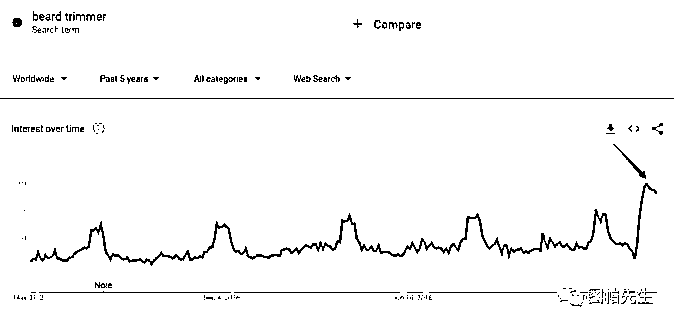 beard trimmer
Search term
+ Compare
Worldwide Past 5 years All categories Web Search
Interest over time
Note